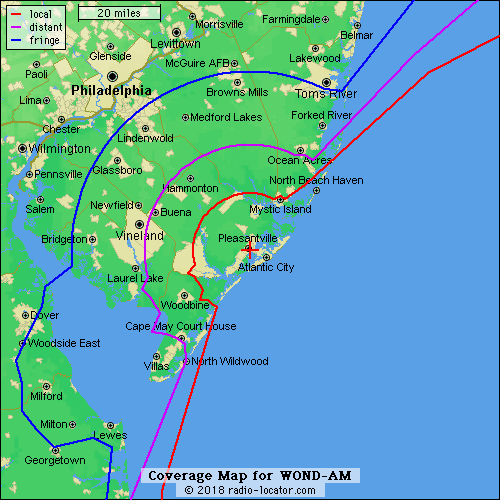 local
distant
fringe
20 miles
Morrisville
Farmingdale
Belmar
Levittown
Glenside
Lakewood
McGuire AFB
Paoli
Philadelphia
Browns Mills
Toms River
Lima
Medford Lakes
Forked River
Chester
Lindenwold
Wilmington
Ocean Acres
Glassboro
Pennsville
Hammonton
North Beach Haven
Salem
Newfield
Buena
Mystic Island
Vineland
Bridgeton
Pleasantville
Laurel Lake
Atlantic City
Woodbine
Dover
Cape May Court House
Woodside East
North Wildwood
Villas
Milford
Milton
Lewes
Georgetown
Coverage Map for WOND-AM
© 2018 radio-locator.com